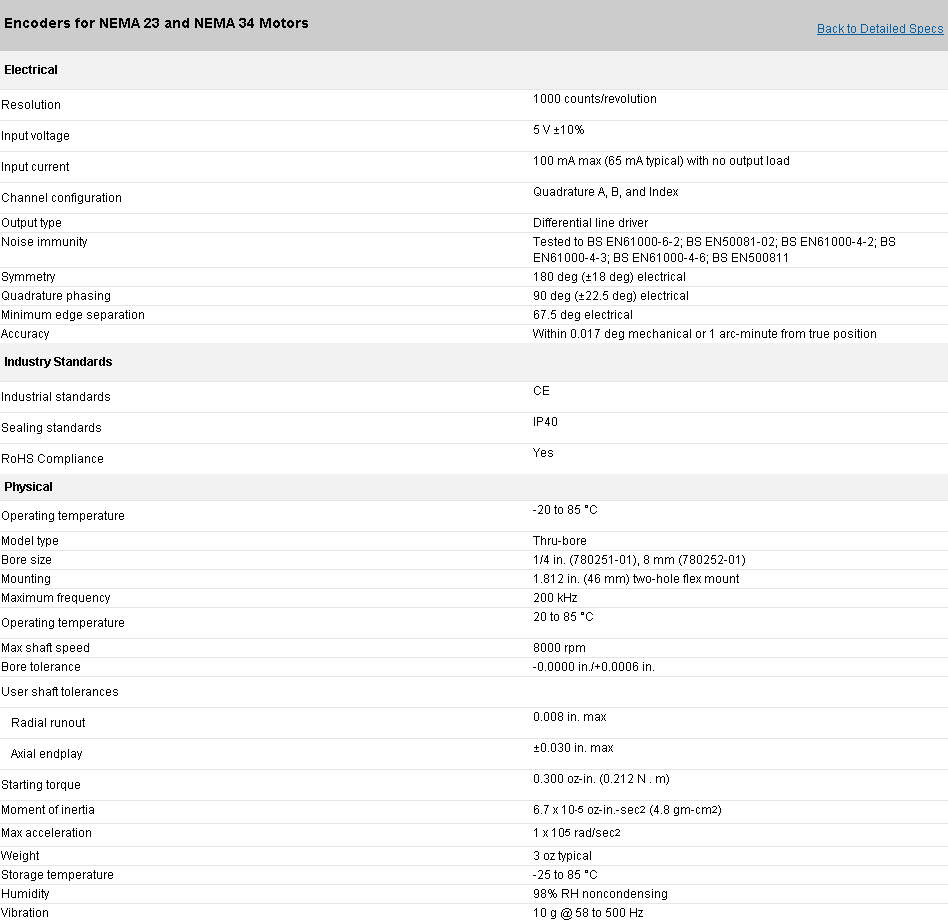 Encoders for NEMA 23 and NEMA 34 Motors
Back to Detailed Specs
Electrical
Resolution 1000 counts/revolution
Input voltage 5 V ±10%
Input current 100 mA max (65 mA typical) with no output load
Channel configuration Quadrature A, B, and Index
Output type Differential line driver
Noise immunity Tested to BS EN61000-6-2; BS EN50081-02; BS EN61000-4-2; BS
EN61000-4-3; BS EN61000-4-6; BS EN500811
Symmetry 180 deg (±18 deg) electrical
Quadrature phasing 90 deg (±22.5 deg) electrical
Minimum edge separation 67.5 deg electrical
Accuracy Within 0.017 deg mechanical or 1 arc-minute from true position
Industry Standards
Industrial standards CE
Sealing standards IP40
RoHS Compliance Yes
Physical
Operating temperature -20 to 85 °C
Model type Thru-bore
Bore size 1/4 in. (780251-01), 8 mm (780252-01)
Mounting 1.812 in. (46 mm) two-hole flex mount
Maximum frequency 200 kHz
Operating temperature 20 to 85 °C
Max shaft speed 8000 rpm
Bore tolerance -0.0000 in./+0.0006 in.
User shaft tolerances
Radial runout 0.008 in. max
Axial endplay ±0.030 in. max
Starting torque 0.300 oz-in. (0.212 N . m)
Moment of inertia 6.7 x 10-5 oz-in.-sec2 (4.8 gm-cm2)
Max acceleration 1 x 105 rad/sec2
Weight 3 oz typical
Storage temperature -25 to 85 °C
Humidity 98% RH noncondensing
Vibration 10 g @ 58 to 500 Hz